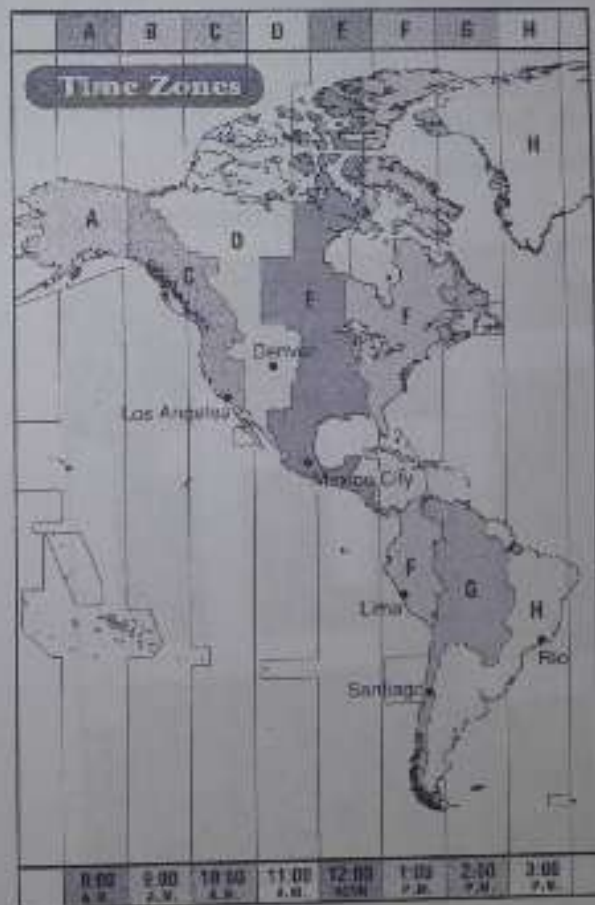 A B C D E F G H
Time Zones
H
A
D
C
E
F
Denver
Los Angeles
Mexico City
F
G
Lima
H
Rio
Santiago
8:00 9:00 10:00 11:00 12:00 1:00 2:00 3:00
A.M. A.M. A.M. A.M. NOON P.M. P.M. P.M.